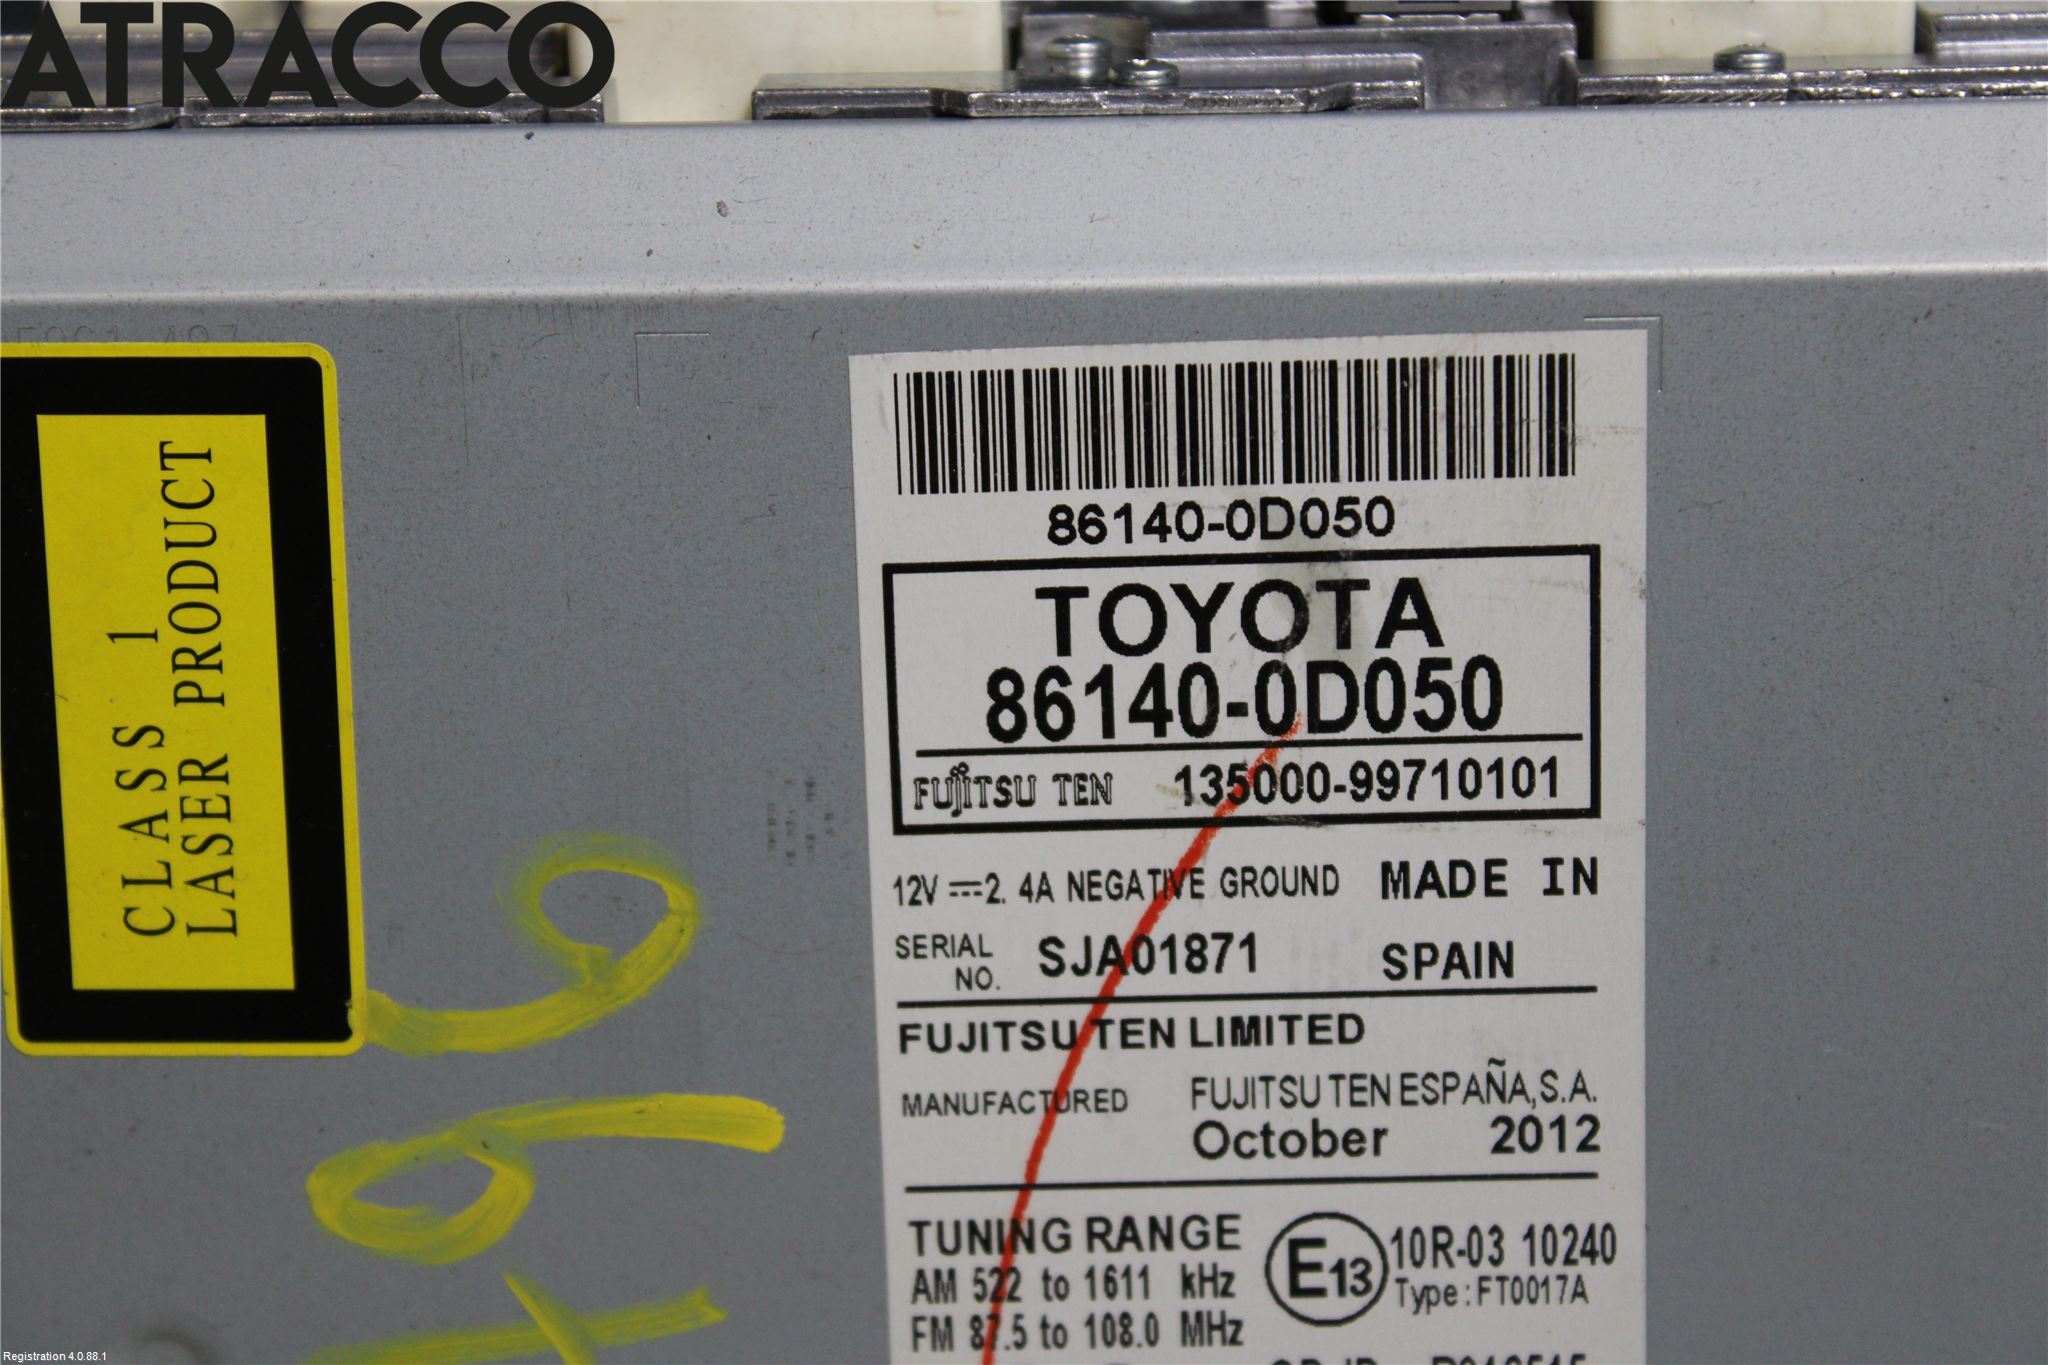 ATRACCO
CLASS 1
LASER PRODUCT
86140-0D050
TOYOTA
86140-0D050
FUJITSU TEN 135000-99710101
12V ⎓ 2. 4A NEGATIVE GROUND MADE IN
SERIAL NO. SJA01871 SPAIN
FUJITSU TEN LIMITED
MANUFACTURED FUJITSU TEN ESPAÑA,S.A.
October 2012
TUNING RANGE
AM 522 to 1611 kHz
FM 87.5 to 108.0 MHz
E13 10R-03 10240
Type:FT0017A
Registration 4.0.88.1